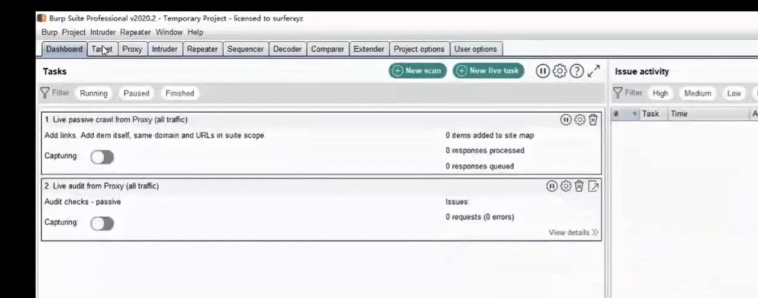 Burp Suite Professional v2020.2 - Temporary Project - licensed to surferxyz
Burp Project Intruder Repeater Window Help
Dashboard Target Proxy Intruder Repeater Sequencer Decoder Comparer Extender Project options User options
Tasks New scan New live task Issue activity
Filter Running Paused Finished Filter High Medium Low
1. Live passive crawl from Proxy (all traffic) # Task Time A
Add links. Add item itself, same domain and URLs in suite scope. 0 items added to site map
0 responses processed
Capturing: 0 responses queued
2. Live audit from Proxy (all traffic)
Audit checks - passive Issues:
Capturing: 0 requests (0 errors)
View details